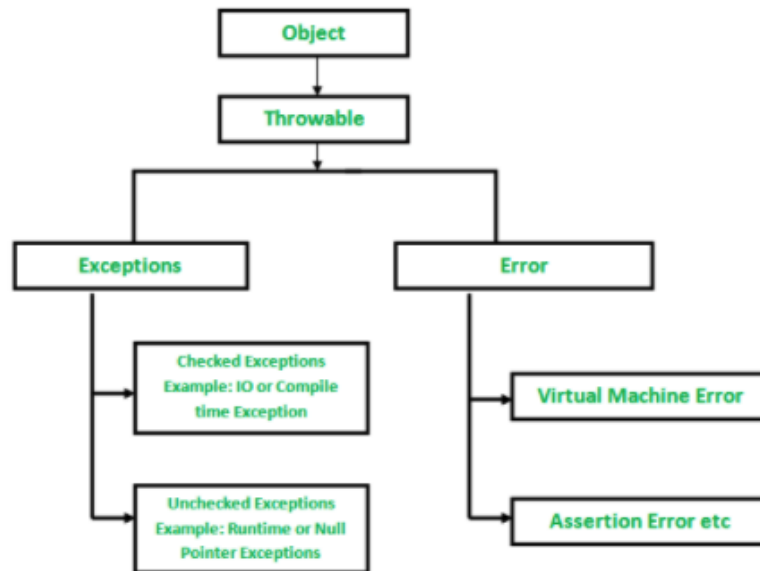 Object
Throwable
Exceptions
Error
Checked Exceptions
Example: IO or Compile
time Exception
Virtual Machine Error
Unchecked Exceptions
Example: Runtime or Null
Pointer Exceptions
Assertion Error etc